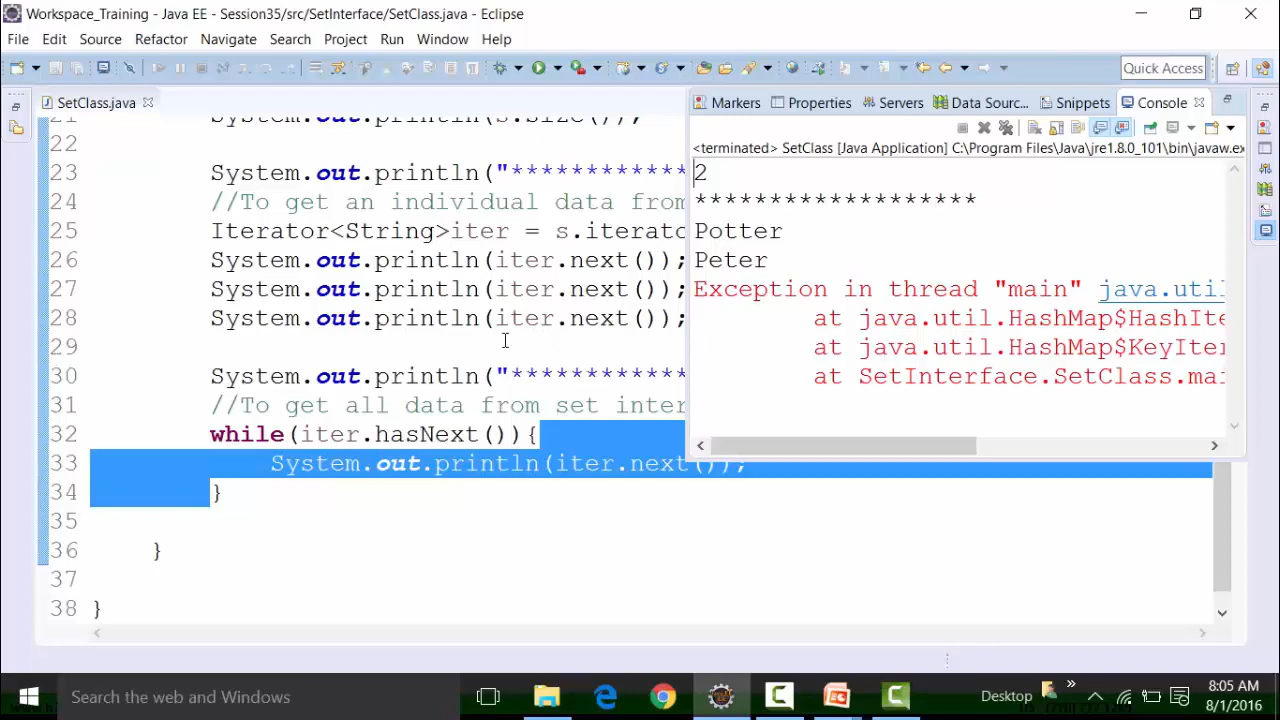 Workspace_Training - Java EE - Session35/src/SetInterface/SetClass.java - Eclipse
File Edit Source Refactor Navigate Search Project Run Window Help
Quick Access
SetClass.java
Markers Properties Servers Data Sourc... Snippets Console
<terminated> SetClass [Java Application] C:\Program Files\Java\jre1.8.0_101\bin\javaw.ex
21 System.out.println(s.size());
22
23 System.out.println("*************
24 //To get an individual data from
25 Iterator<String>iter = s.iterato
26 System.out.println(iter.next());
27 System.out.println(iter.next());
28 System.out.println(iter.next());
29
30 System.out.println("*************
31 //To get all data from set inter
32 while(iter.hasNext()){
33 System.out.println(iter.next());
34 }
35
36 }
37
38 }
2
*******************
Potter
Peter
Exception in thread "main" java.util
at java.util.HashMap$HashIte
at java.util.HashMap$KeyIter
at SetInterface.SetClass.mai
Search the web and Windows
Desktop
8:05 AM
8/1/2016